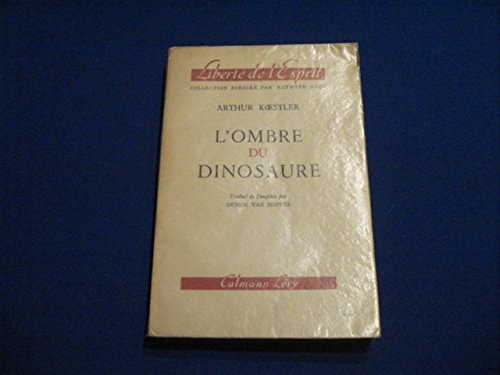 Liberté de l'Esprit
COLLECTION DIRIGÉE PAR RAYMOND ARON
ARTHUR KŒSTLER
L'OMBRE
DU
DINOSAURE
Traduit de l'anglais par
DENISE VAN MOPPÈS
Calmann-Lévy